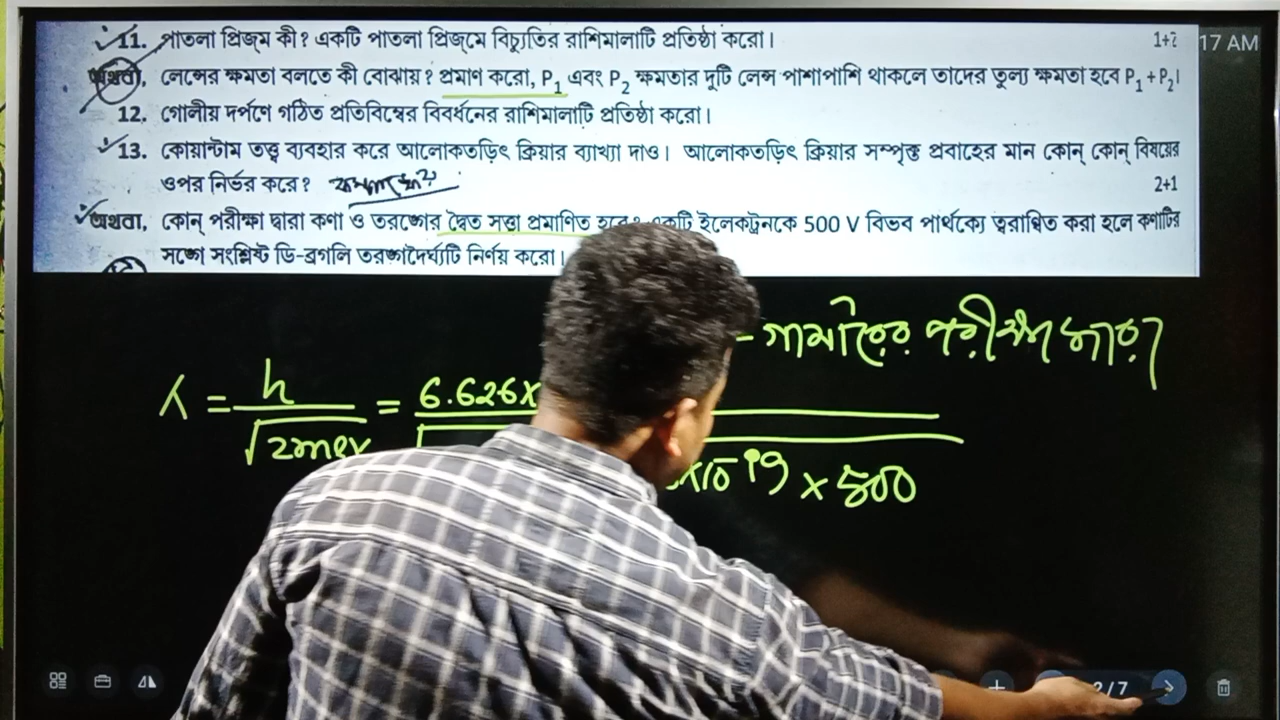 11. পাতলা প্রিজ্‌ম কী? একটি পাতলা প্রিজ্‌মে বিচ্যুতির রাশিমালাটি প্রতিষ্ঠা করো। 1+2
অথবা, লেন্সের ক্ষমতা বলতে কী বোঝায়? প্রমাণ করো, P₁ এবং P₂ ক্ষমতার দুটি লেন্স পাশাপাশি থাকলে তাদের তুল্য ক্ষমতা হবে P₁ + P₂।
12. গোলীয় দর্পণে গঠিত প্রতিবিম্বের বিবর্ধনের রাশিমালাটি প্রতিষ্ঠা করো।
13. কোয়ান্টাম তত্ত্ব ব্যবহার করে আলোকতড়িৎ ক্রিয়ার ব্যাখ্যা দাও। আলোকতড়িৎ ক্রিয়ার সম্পৃক্ত প্রবাহের মান কোন্ কোন্ বিষয়ের
ওপর নির্ভর করে? 2+1
অথবা, কোন্ পরীক্ষা দ্বারা কণা ও তরঙ্গের দ্বৈত সত্তা প্রমাণিত হবে? একটি ইলেকট্রনকে 500 V বিভব পার্থক্যে ত্বরান্বিত করা হলে কণাটির
সঙ্গে সংশ্লিষ্ট ডি-ব্রগলি তরঙ্গদৈর্ঘ্যটি নির্ণয় করো।
17 AM
- গার্মারের পরীক্ষা দ্বারা
λ = h / √2mev = 6.626×
×10⁻¹⁹ × 500
2/7